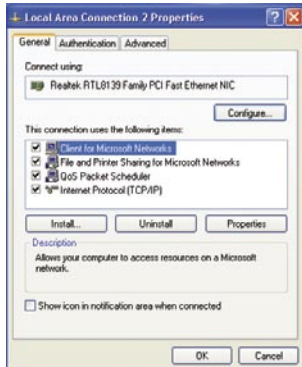 Local Area Connection 2 Properties
General Authentication Advanced
Connect using:
Realtek RTL8139 Family PCI Fast Ethernet NIC
Configure...
This connection uses the following items:
Client for Microsoft Networks
File and Printer Sharing for Microsoft Networks
QoS Packet Scheduler
Internet Protocol (TCP/IP)
Install... Uninstall Properties
Description
Allows your computer to access resources on a Microsoft
network.
Show icon in notification area when connected
OK Cancel